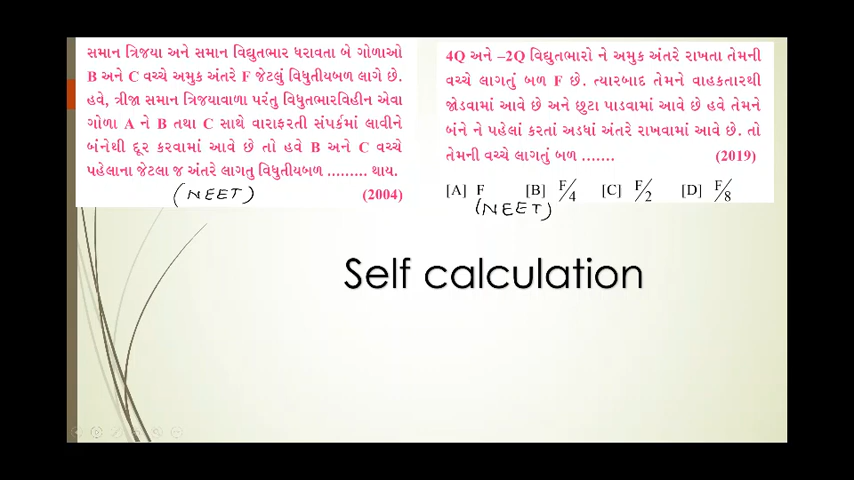 સમાન ત્રિજયા અને સમાન વિદ્યુતભાર ધરાવતા બે ગોળાઓ
B અને C વચ્ચે અમુક અંતરે F જેટલું વિધુતીયબળ લાગે છે.
હવે, ત્રીજા સમાન ત્રિજયાવાળા પરંતુ વિધુતભારવિહીન એવા
ગોળા A ને B તથા C સાથે વારાફરતી સંપર્કમાં લાવીને
બંનેથી દૂર કરવામાં આવે છે તો હવે B અને C વચ્ચે
પહેલાના જેટલા જ અંતરે લાગતુ વિધુતીયબળ ......... થાય.
(NEET) (2004)
4Q અને –2Q વિદ્યુતભારો ને અમુક અંતરે રાખતા તેમની
વચ્ચે લાગતું બળ F છે. ત્યારબાદ તેમને વાહકતારથી
જોડવામાં આવે છે અને છુટા પાડવામાં આવે છે હવે તેમને
બંને ને પહેલાં કરતાં અડધાં અંતરે રાખવામાં આવે છે. તો
તેમની વચ્ચે લાગતું બળ ....... (2019)
[A] F [B] F/4 [C] F/2 [D] F/8
(NEET)
Self calculation